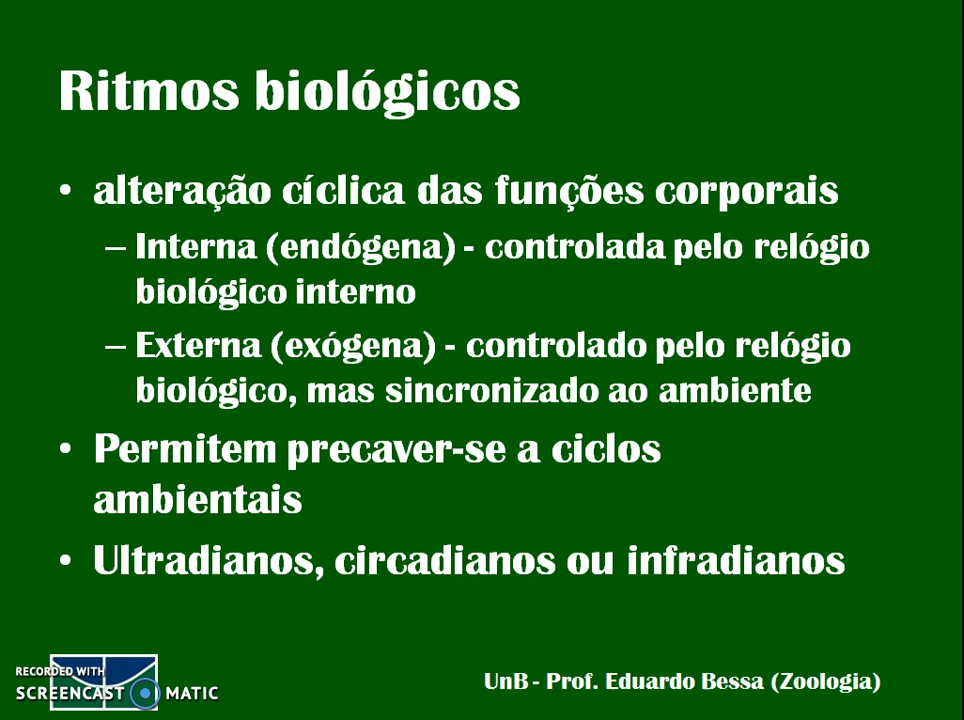 Ritmos biológicos
• alteração cíclica das funções corporais
– Interna (endógena) - controlada pelo relógio
biológico interno
– Externa (exógena) - controlado pelo relógio
biológico, mas sincronizado ao ambiente
• Permitem precaver-se a ciclos
ambientais
• Ultradianos, circadianos ou infradianos
RECORDED WITH
SCREENCAST MATIC
UnB - Prof. Eduardo Bessa (Zoologia)